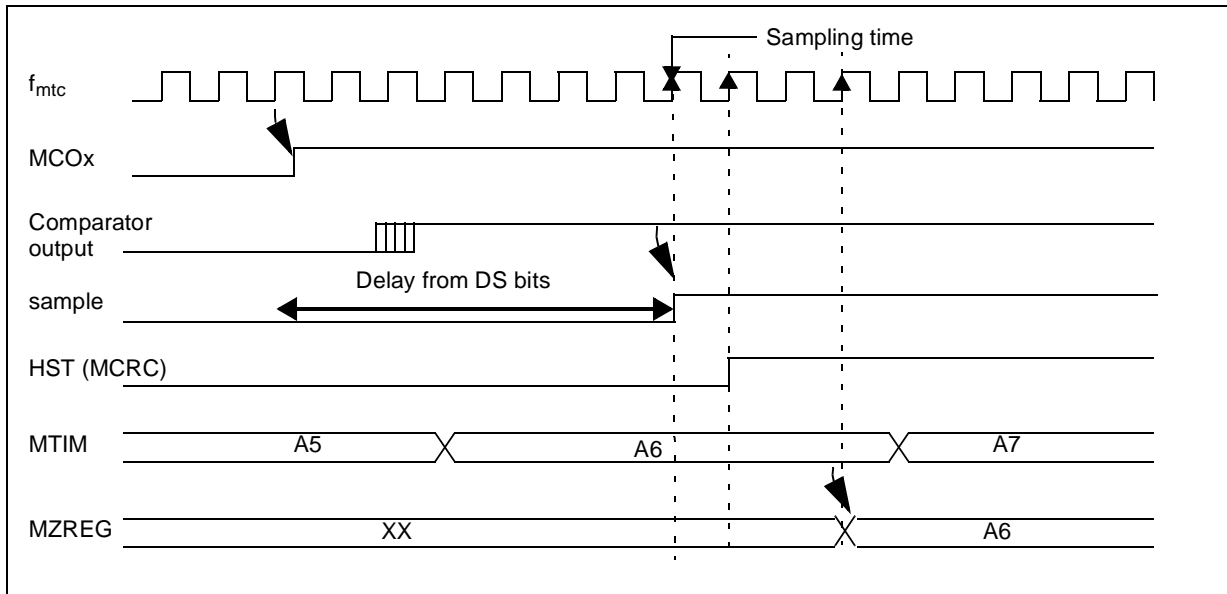 Sampling time
fmtc
MCOx
Comparator
output
Delay from DS bits
sample
HST (MCRC)
MTIM
A5
A6
A7
MZREG
XX
A6